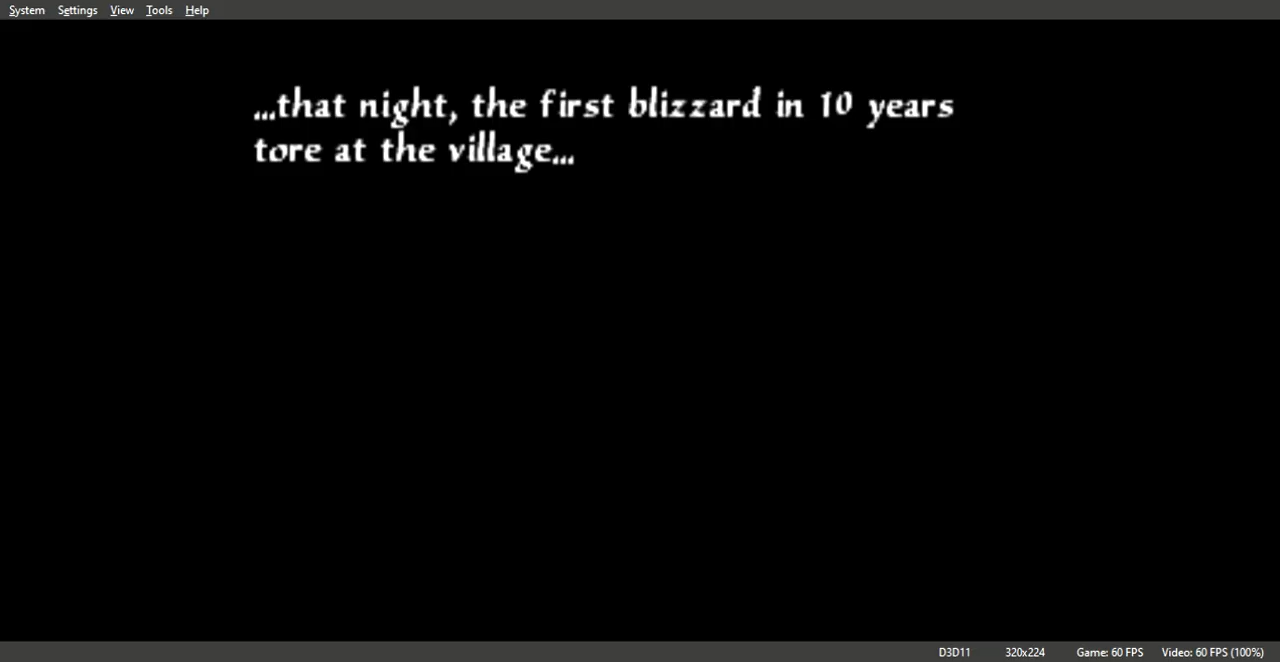 System Settings View Tools Help
...that night, the first blizzard in 10 years
tore at the village...
D3D11 320x224 Game: 60 FPS Video: 60 FPS (100%)